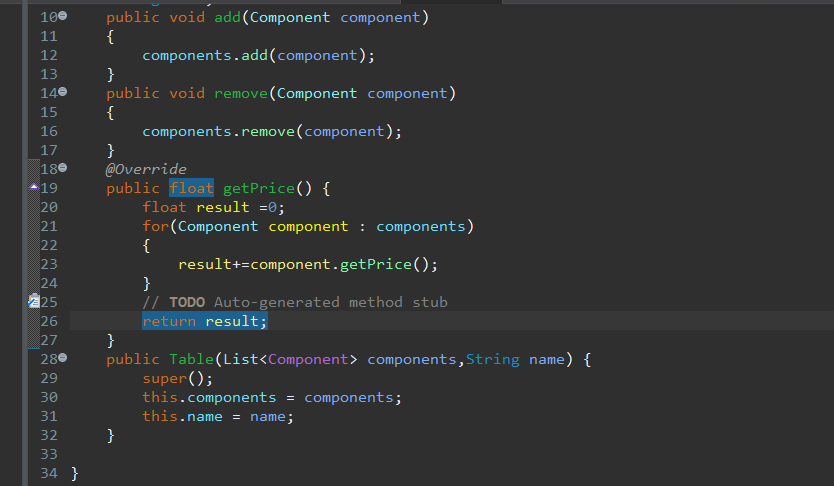 10 public void add(Component component)
11 {
12 components.add(component);
13 }
14 public void remove(Component component)
15 {
16 components.remove(component);
17 }
18 @Override
19 public float getPrice() {
20 float result =0;
21 for(Component component : components)
22 {
23 result+=component.getPrice();
24 }
25 // TODO Auto-generated method stub
26 return result;
27 }
28 public Table(List<Component> components,String name) {
29 super();
30 this.components = components;
31 this.name = name;
32 }
33
34 }